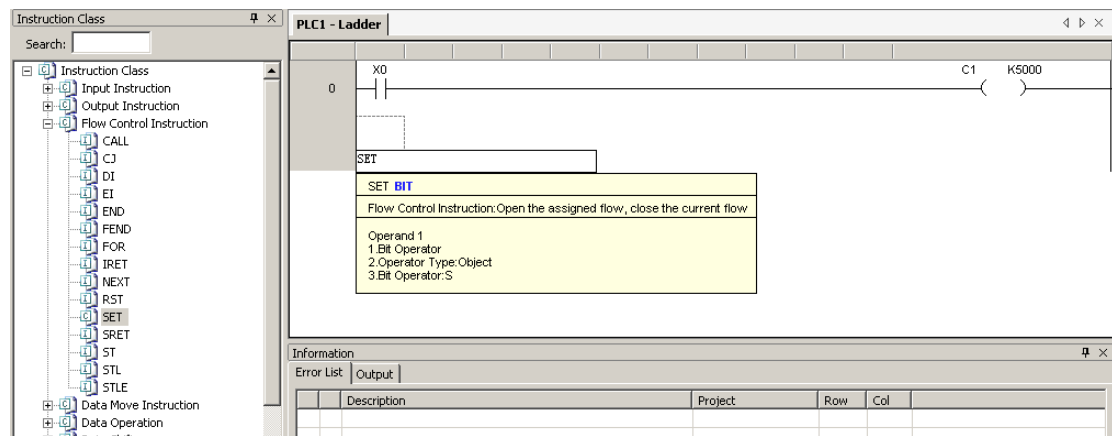 Instruction Class
Search:
Instruction Class
Input Instruction
Output Instruction
Flow Control Instruction
CALL
CJ
DI
EI
END
FEND
FOR
IRET
NEXT
RST
SET
SRET
ST
STL
STLE
Data Move Instruction
Data Operation
PLC1 - Ladder
X0 C1 K5000
0
SET
SET BIT
Flow Control Instruction:Open the assigned flow, close the current flow
Operand 1
1.Bit Operator
2.Operator Type:Object
3.Bit Operator:S
Information
Error List Output
Description Project Row Col